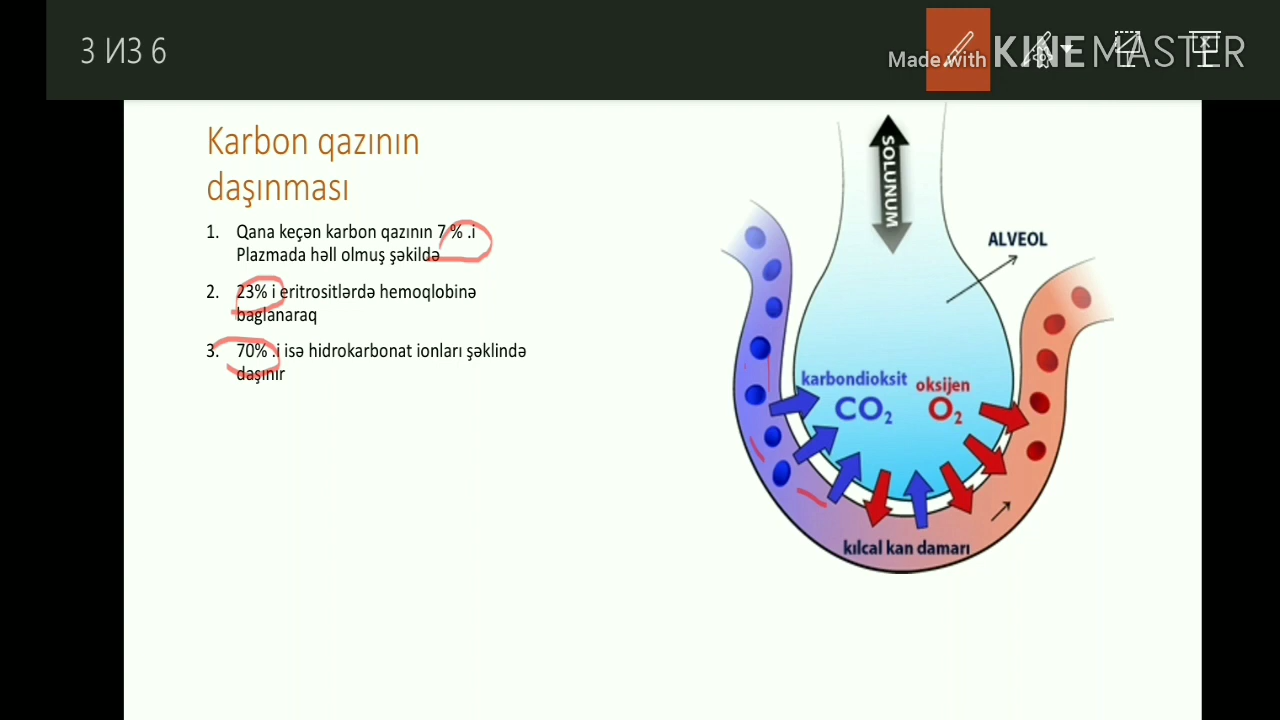 3 ИЗ 6
Made with KINEMASTER
Karbon qazının
daşınması
1. Qana keçən karbon qazının 7 % .i
Plazmada həll olmuş şəkildə
2. 23% i eritrositlərdə hemoqlobinə
baglanaraq
3. 70% .i isə hidrokarbonat ionları şəklində
daşınır
SOLUNUM
ALVEOL
karbondioksit
oksijen
CO₂
O₂
kılcal kan damarı